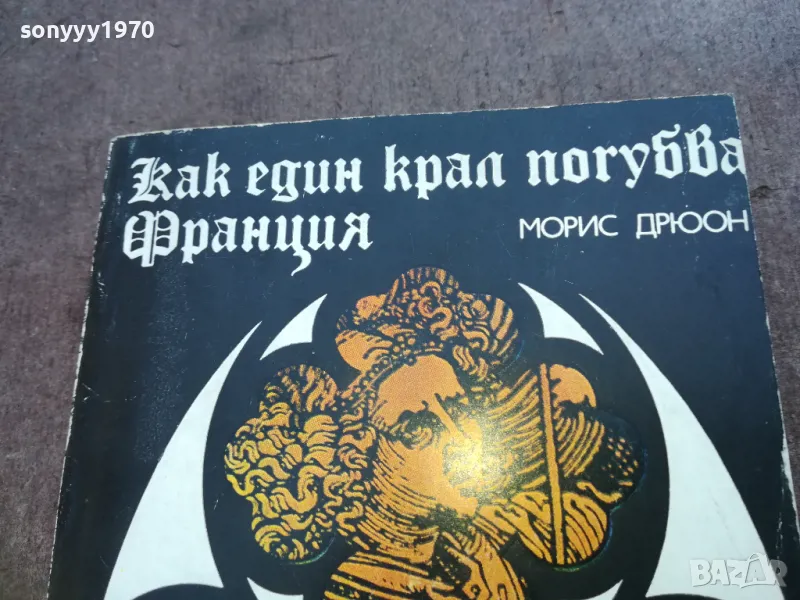 sonyyy1970
Как един крал погубва
Франция
МОРИС ДРЮОН
BAZAR